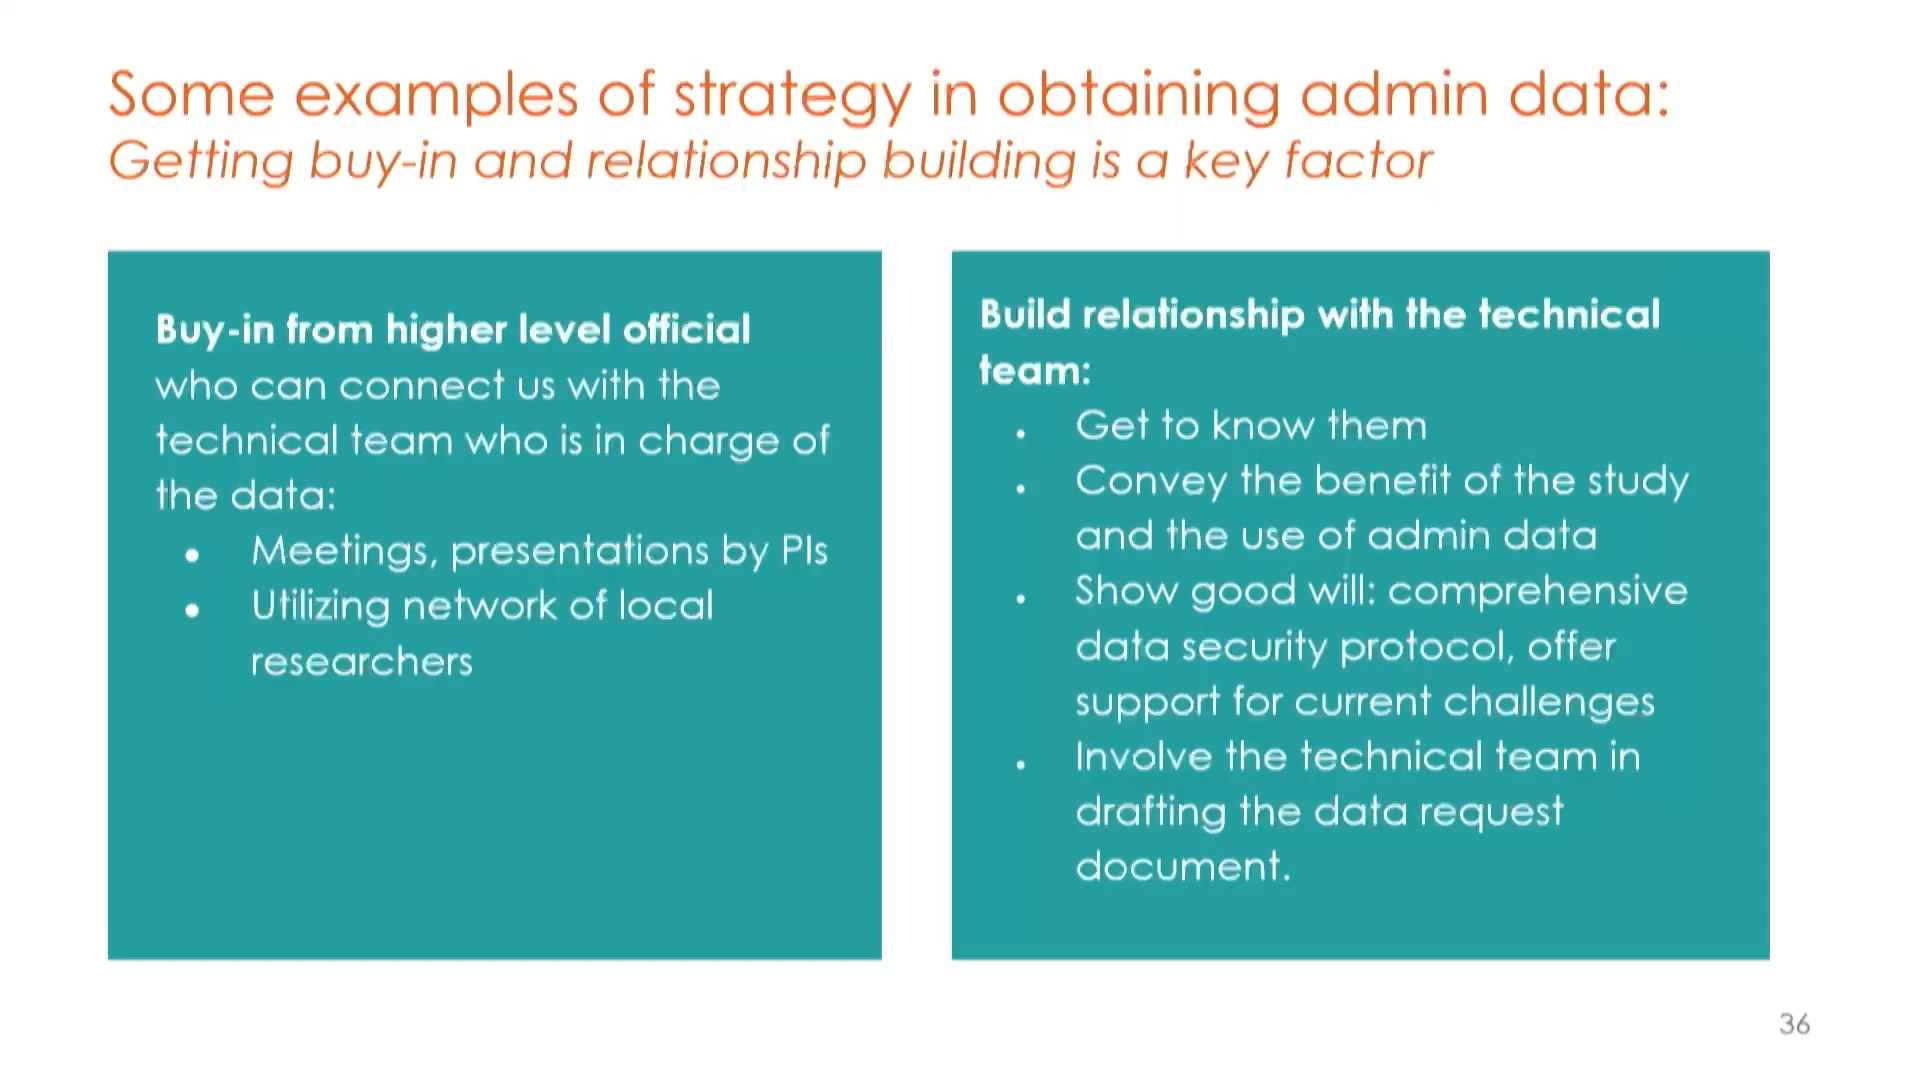 Some examples of strategy in obtaining admin data:
Getting buy-in and relationship building is a key factor
Buy-in from higher level official
who can connect us with the
technical team who is in charge of
the data:
• Meetings, presentations by PIs
• Utilizing network of local
researchers
Build relationship with the technical
team:
• Get to know them
• Convey the benefit of the study
and the use of admin data
• Show good will: comprehensive
data security protocol, offer
support for current challenges
• Involve the technical team in
drafting the data request
document.
36